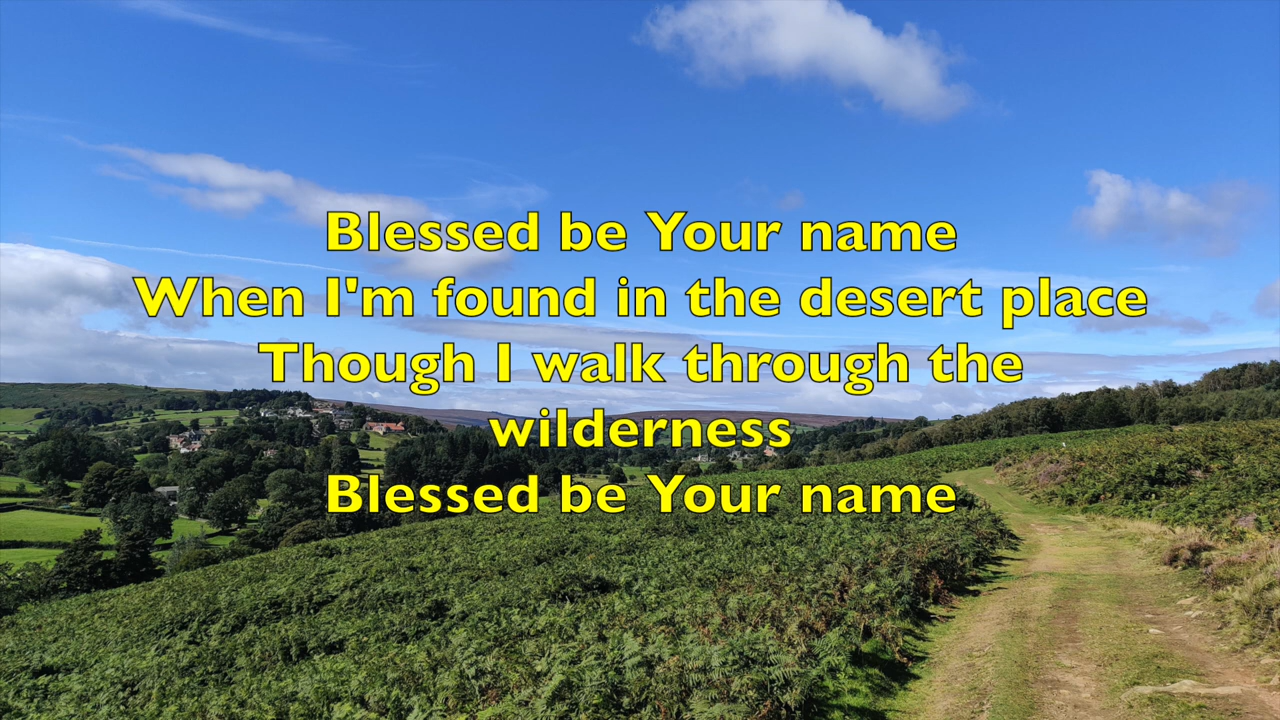 Blessed be Your name
When I'm found in the desert place
Though I walk through the
wilderness
Blessed be Your name